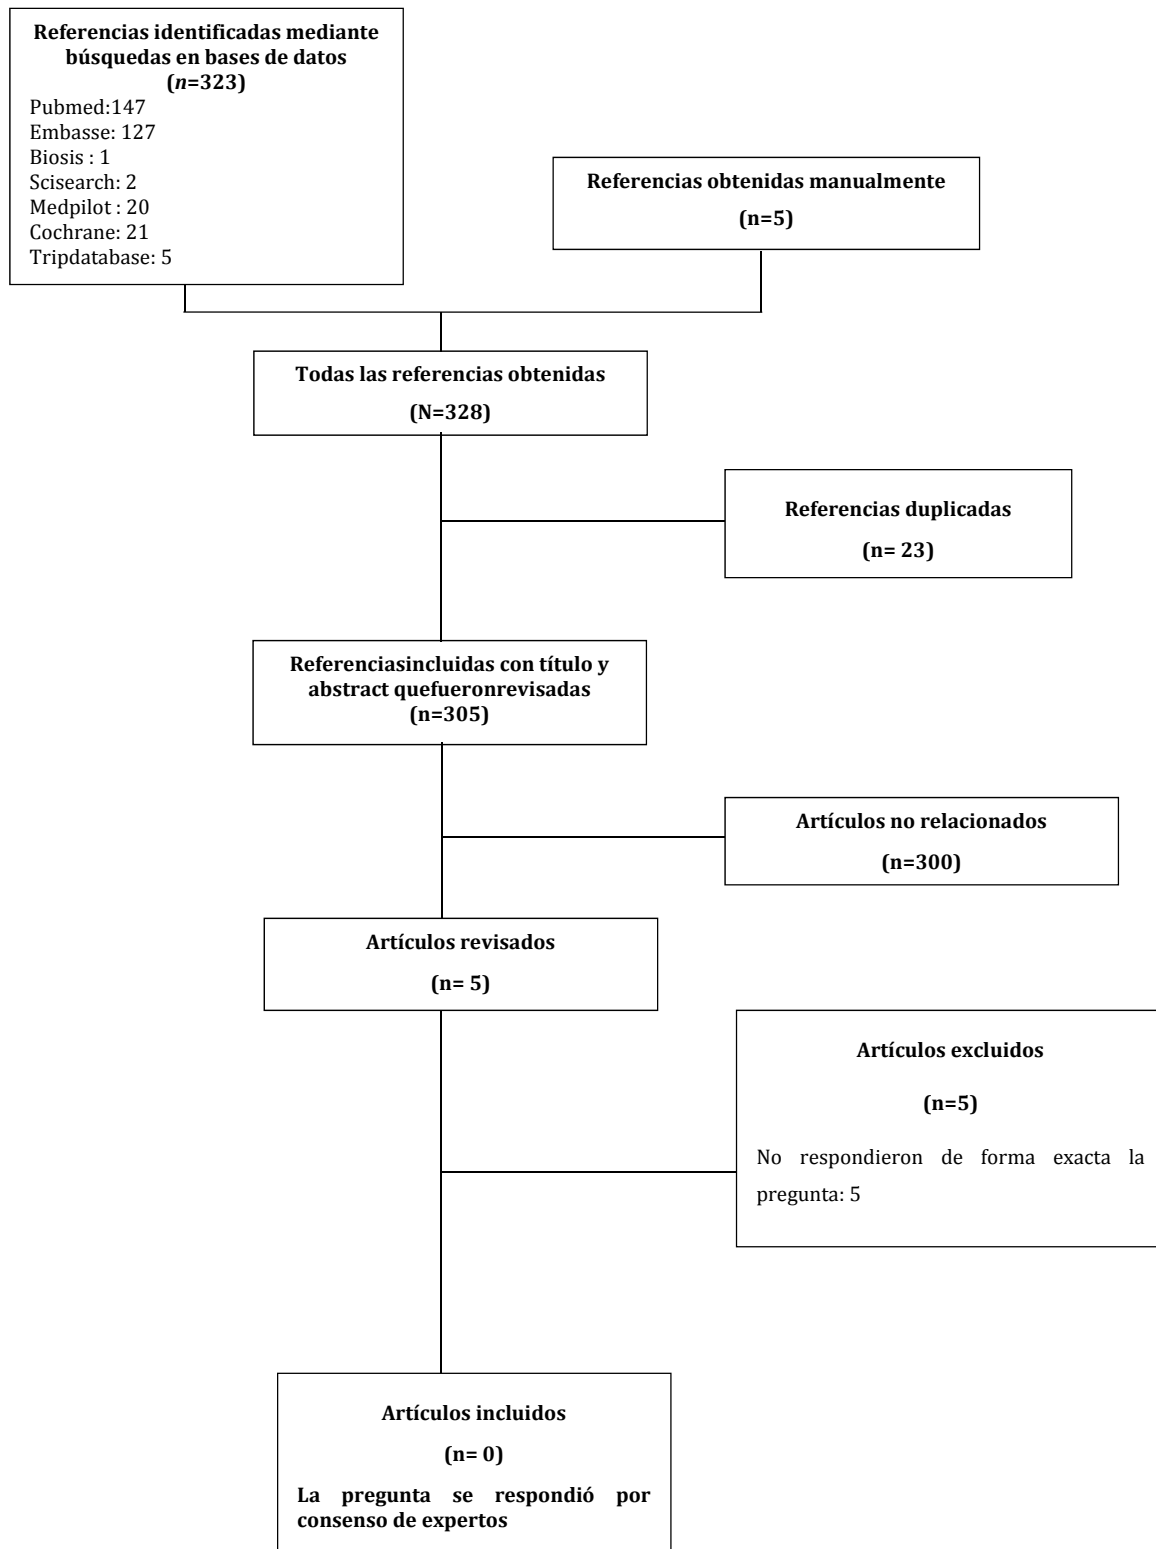 Referencias identificadas mediante
búsquedas en bases de datos
(n=323)
Pubmed:147
Embasse: 127
Biosis : 1
Scisearch: 2
Medpilot : 20
Cochrane: 21
Tripdatabase: 5
Referencias obtenidas manualmente
(n=5)
Todas las referencias obtenidas
(N=328)
Referencias duplicadas
(n= 23)
Referenciasincluidas con título y
abstract quefueronrevisadas
(n=305)
Artículos no relacionados
(n=300)
Artículos revisados
(n= 5)
Artículos excluidos
(n=5)
No respondieron de forma exacta la
pregunta: 5
Artículos incluidos
(n= 0)
La pregunta se respondió por
consenso de expertos